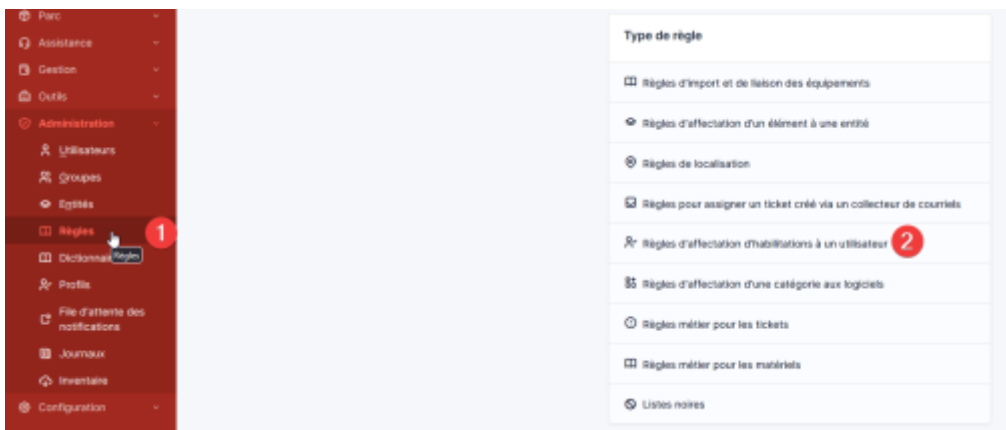 Parc
Assistance
Gestion
Outils
Administration
Utilisateurs
Groupes
Entités
Règles
1
Dictionnai
Règles
Profils
File d'attente des
notifications
Journaux
Inventaire
Configuration
Type de règle
Règles d'import et de liaison des équipements
Règles d'affectation d'un élément à une entité
Règles de localisation
Règles pour assigner un ticket créé via un collecteur de courriels
Règles d'affectation d'habilitations à un utilisateur
2
Règles d'affectation d'une catégorie aux logiciels
Règles métier pour les tickets
Règles métier pour les matériels
Listes noires